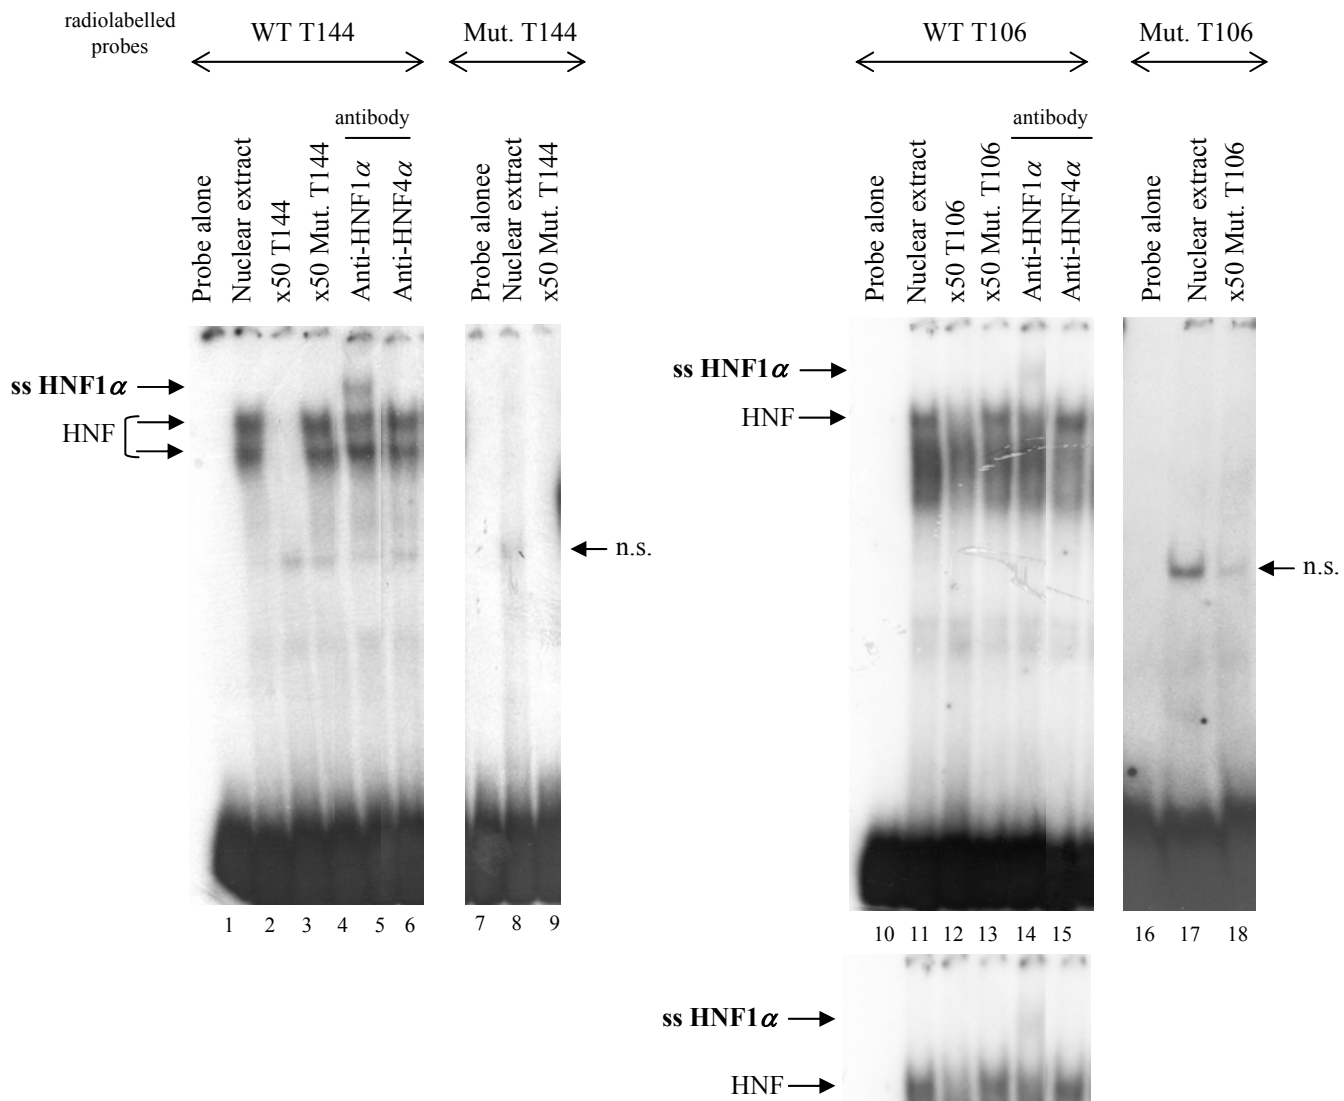 radiolabelled
probes
WT T144
Mut. T144
WT T106
Mut. T106
antibody
antibody
Probe alone
Nuclear extract
x50 T144
x50 Mut. T144
Anti-HNF1α
Anti-HNF4α
Probe alonee
Nuclear extract
x50 Mut. T144
Probe alone
Nuclear extract
x50 T106
x50 Mut. T106
Anti-HNF1α
Anti-HNF4α
Probe alone
Nuclear extract
x50 Mut. T106
ss HNF1α
HNF
n.s.
ss HNF1α
HNF
n.s.
1 2 3 4 5 6 7 8 9
10 11 12 13 14 15 16 17 18
ss HNF1α
HNF